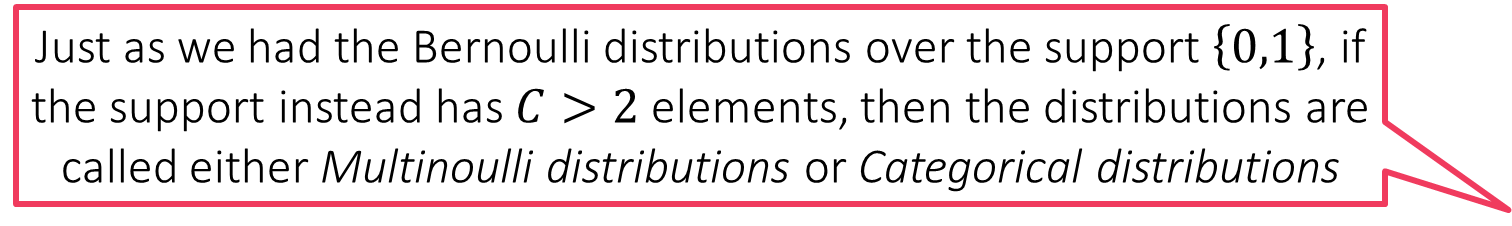 Just as we had the Bernoulli distributions over the support {0,1}, if
the support instead has C > 2 elements, then the distributions are
called either Multinoulli distributions or Categorical distributions